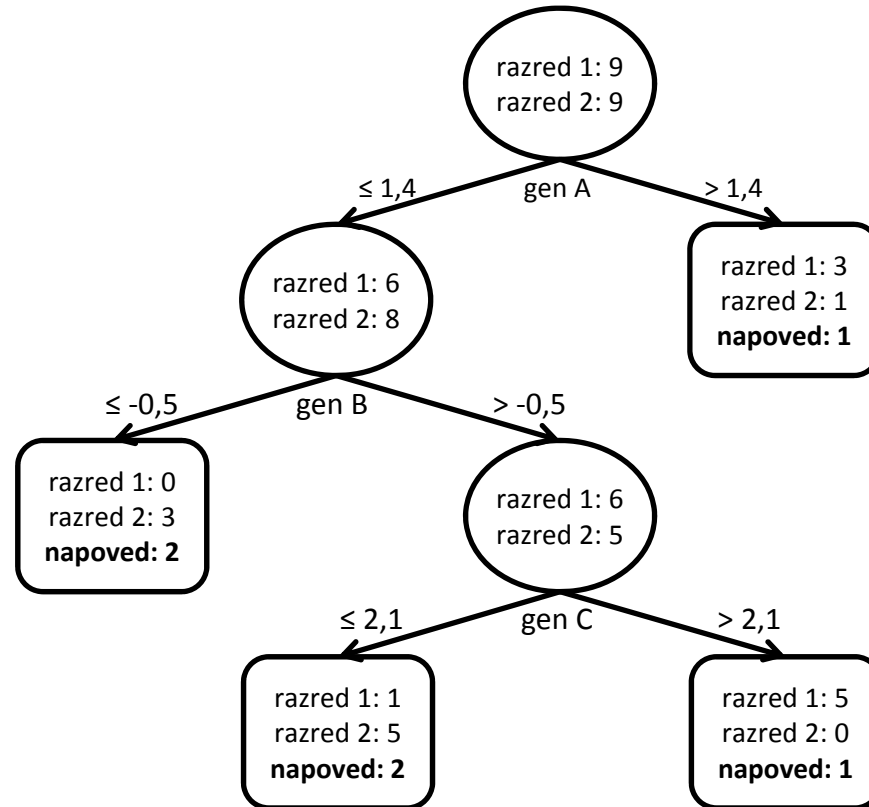 razred 1: 9
razred 2: 9
≤ 1,4
gen A
> 1,4
razred 1: 6
razred 2: 8
razred 1: 3
razred 2: 1
napoved: 1
≤ -0,5
gen B
> -0,5
razred 1: 0
razred 2: 3
napoved: 2
razred 1: 6
razred 2: 5
≤ 2,1
gen C
> 2,1
razred 1: 1
razred 2: 5
napoved: 2
razred 1: 5
razred 2: 0
napoved: 1